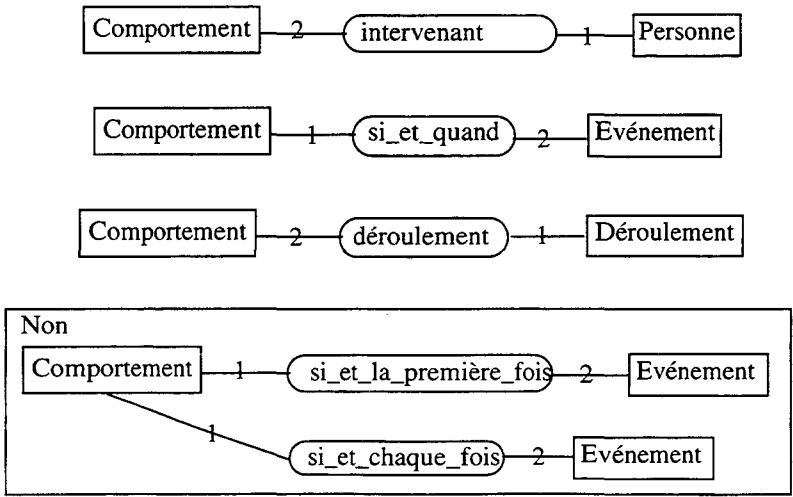 Comportement 2 intervenant 1 Personne
Comportement 1 si_et_quand 2 Evénement
Comportement 2 déroulement 1 Déroulement
Non
Comportement 1 si_et_la_première_fois 2 Evénement
1 si_et_chaque_fois 2 Evénement